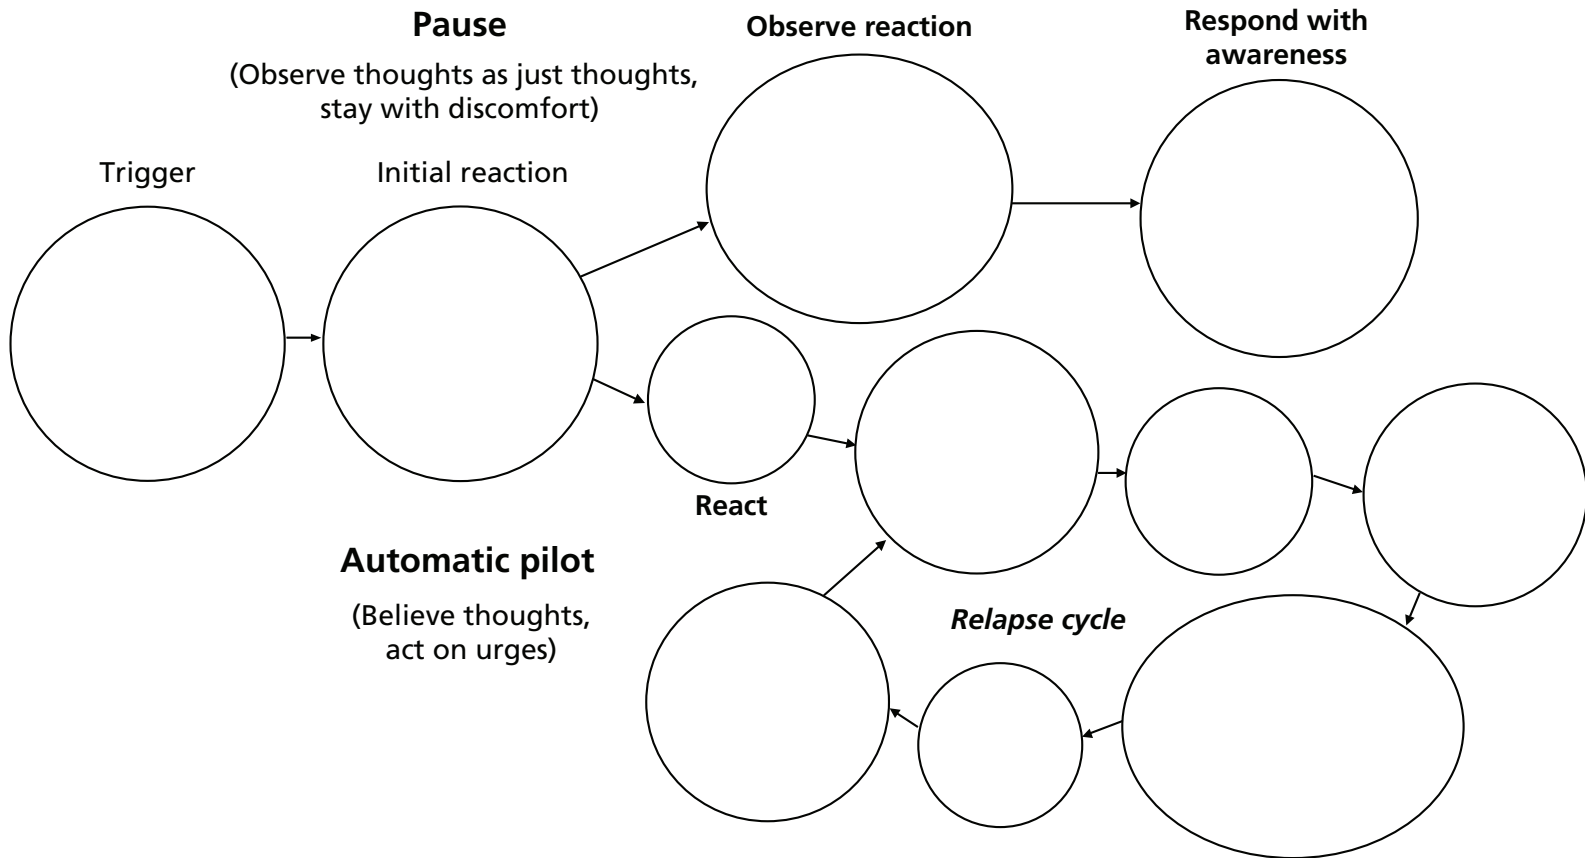 Pause
(Observe thoughts as just thoughts,
stay with discomfort)
Observe reaction
Respond with
awareness
Trigger
Initial reaction
React
Automatic pilot
(Believe thoughts,
act on urges)
Relapse cycle